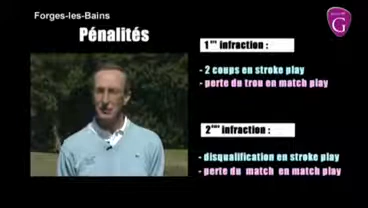 Forges-les-Bains
Pénalités
1ère infraction :
- 2 coups en stroke play
- perte du trou en match play
2ème infraction :
- disqualification en stroke play
- perte du match en match play
G